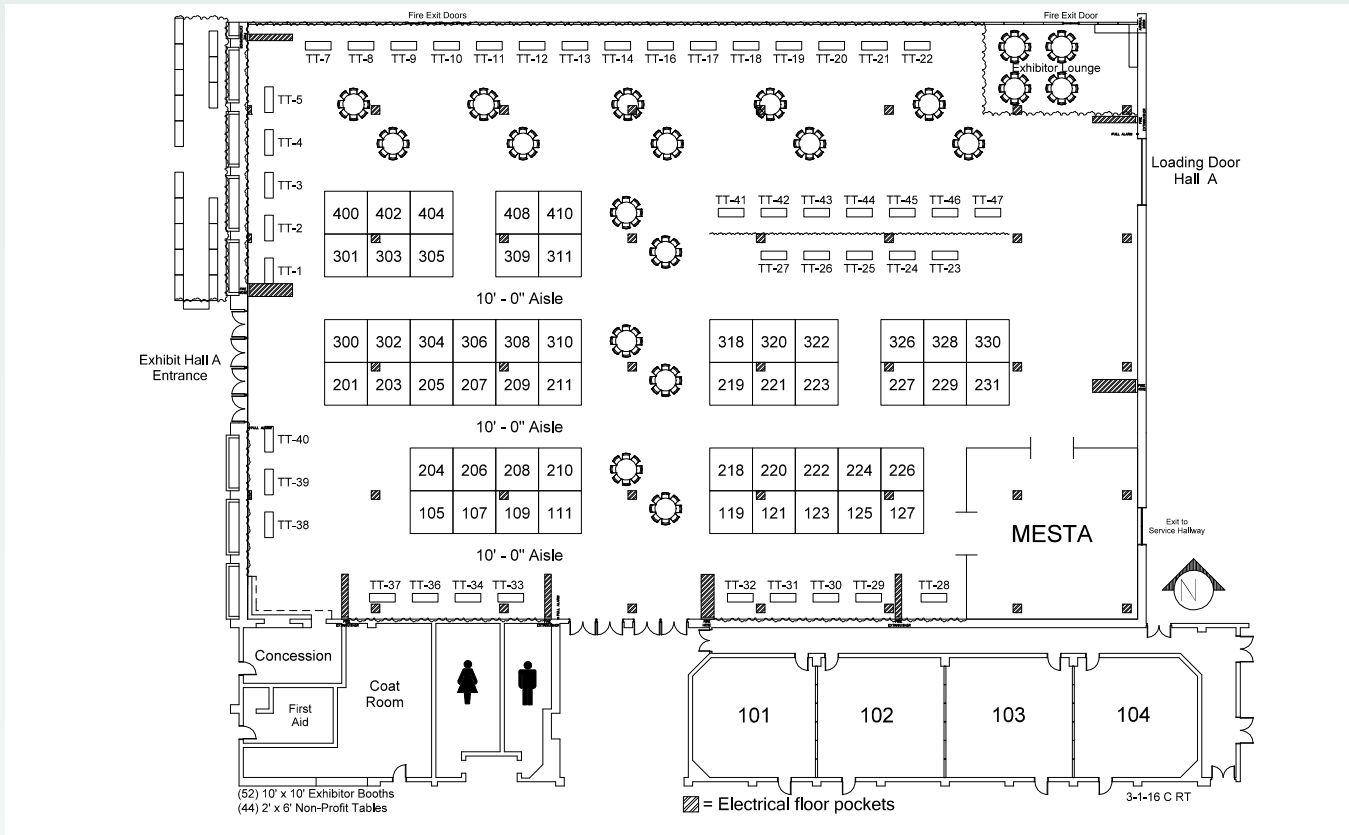 Fire Exit Doors
Fire Exit Door
TT-7 TT-8 TT-9 TT-10 TT-11 TT-12 TT-13 TT-14 TT-16 TT-17 TT-18 TT-19 TT-20 TT-21 TT-22
Exhibitor Lounge
TT-5
TT-4
PULL ALARM
Loading Door
Hall A
TT-3
TT-41 TT-42 TT-43 TT-44 TT-45 TT-46 TT-47
400 402 404 408 410
TT-2
301 303 305 309 311
TT-27 TT-26 TT-25 TT-24 TT-23
TT-1
10' - 0" Aisle
300 302 304 306 308 310 318 320 322 326 328 330
Exhibit Hall A
Entrance
201 203 205 207 209 211 219 221 223 227 229 231
10' - 0" Aisle
PULL ALARM
TT-40
204 206 208 210 218 220 222 224 226
TT-39
105 107 109 111 119 121 123 125 127
TT-38
MESTA
Exit to
Service Hallway
10' - 0" Aisle
TT-37 TT-36 TT-34 TT-33 TT-32 TT-31 TT-30 TT-29 TT-28
PULL ALARM
N
Concession
Coat
Room
First
Aid
101 102 103 104
(52) 10' x 10' Exhibitor Booths
(44) 2' x 6' Non-Profit Tables
= Electrical floor pockets
3-1-16 C RT